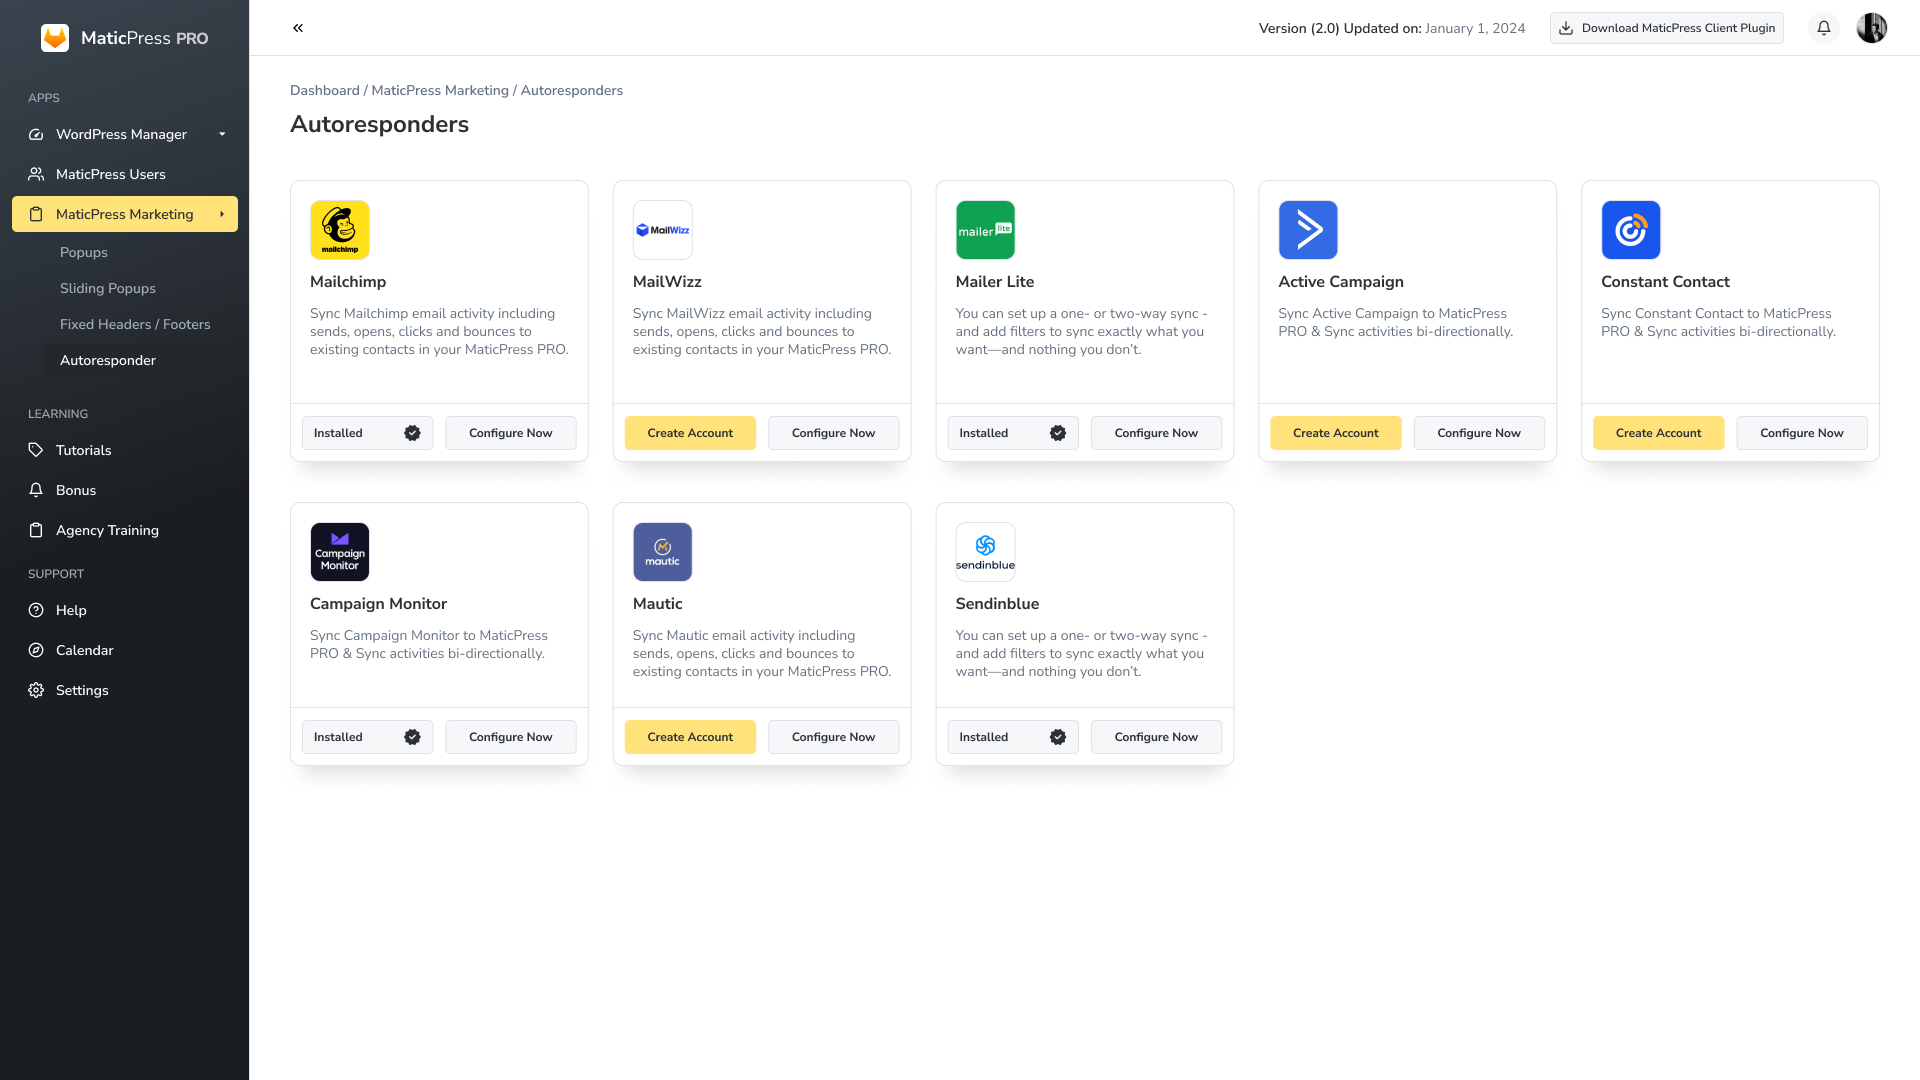 MaticPress PRO
APPS
WordPress Manager
MaticPress Users
MaticPress Marketing
Popups
Sliding Popups
Fixed Headers / Footers
Autoresponder
LEARNING
Tutorials
Bonus
Agency Training
SUPPORT
Help
Calendar
Settings
Version (2.0) Updated on: January 1, 2024
Download MaticPress Client Plugin
Dashboard / MaticPress Marketing / Autoresponders
Autoresponders
mailchimp
Mailchimp
Sync Mailchimp email activity including
sends, opens, clicks and bounces to
existing contacts in your MaticPress PRO.
Installed
Configure Now
MailWizz
MailWizz
Sync MailWizz email activity including
sends, opens, clicks and bounces to
existing contacts in your MaticPress PRO.
Create Account
Configure Now
mailer lite
Mailer Lite
You can set up a one- or two-way sync -
and add filters to sync exactly what you
want—and nothing you don’t.
Installed
Configure Now
Active Campaign
Sync Active Campaign to MaticPress
PRO & Sync activities bi-directionally.
Create Account
Configure Now
Constant Contact
Sync Constant Contact to MaticPress
PRO & Sync activities bi-directionally.
Create Account
Configure Now
Campaign
Monitor
Campaign Monitor
Sync Campaign Monitor to MaticPress
PRO & Sync activities bi-directionally.
Installed
Configure Now
mautic
Mautic
Sync Mautic email activity including
sends, opens, clicks and bounces to
existing contacts in your MaticPress PRO.
Create Account
Configure Now
sendinblue
Sendinblue
You can set up a one- or two-way sync -
and add filters to sync exactly what you
want—and nothing you don’t.
Installed
Configure Now